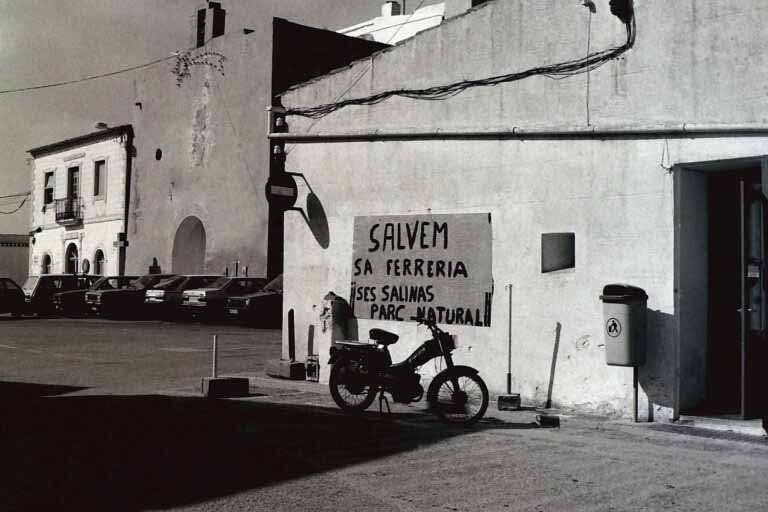 SALVEM
SA FERRERIA
SES SALINAS
PARC NATURAL